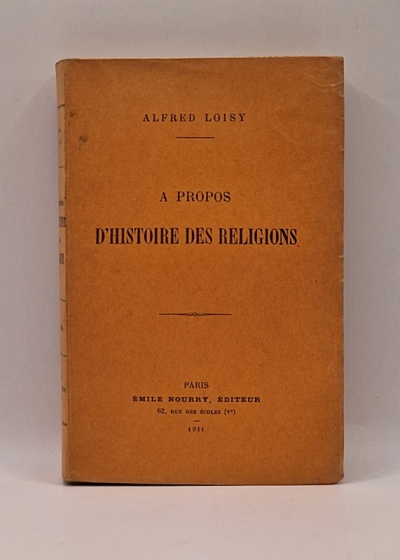 ALFRED LOISY
A PROPOS
D'HISTOIRE DES RELIGIONS
PARIS
ÉMILE NOURRY, ÉDITEUR
62, RUE DES ÉCOLES (Vᵉ)
1911